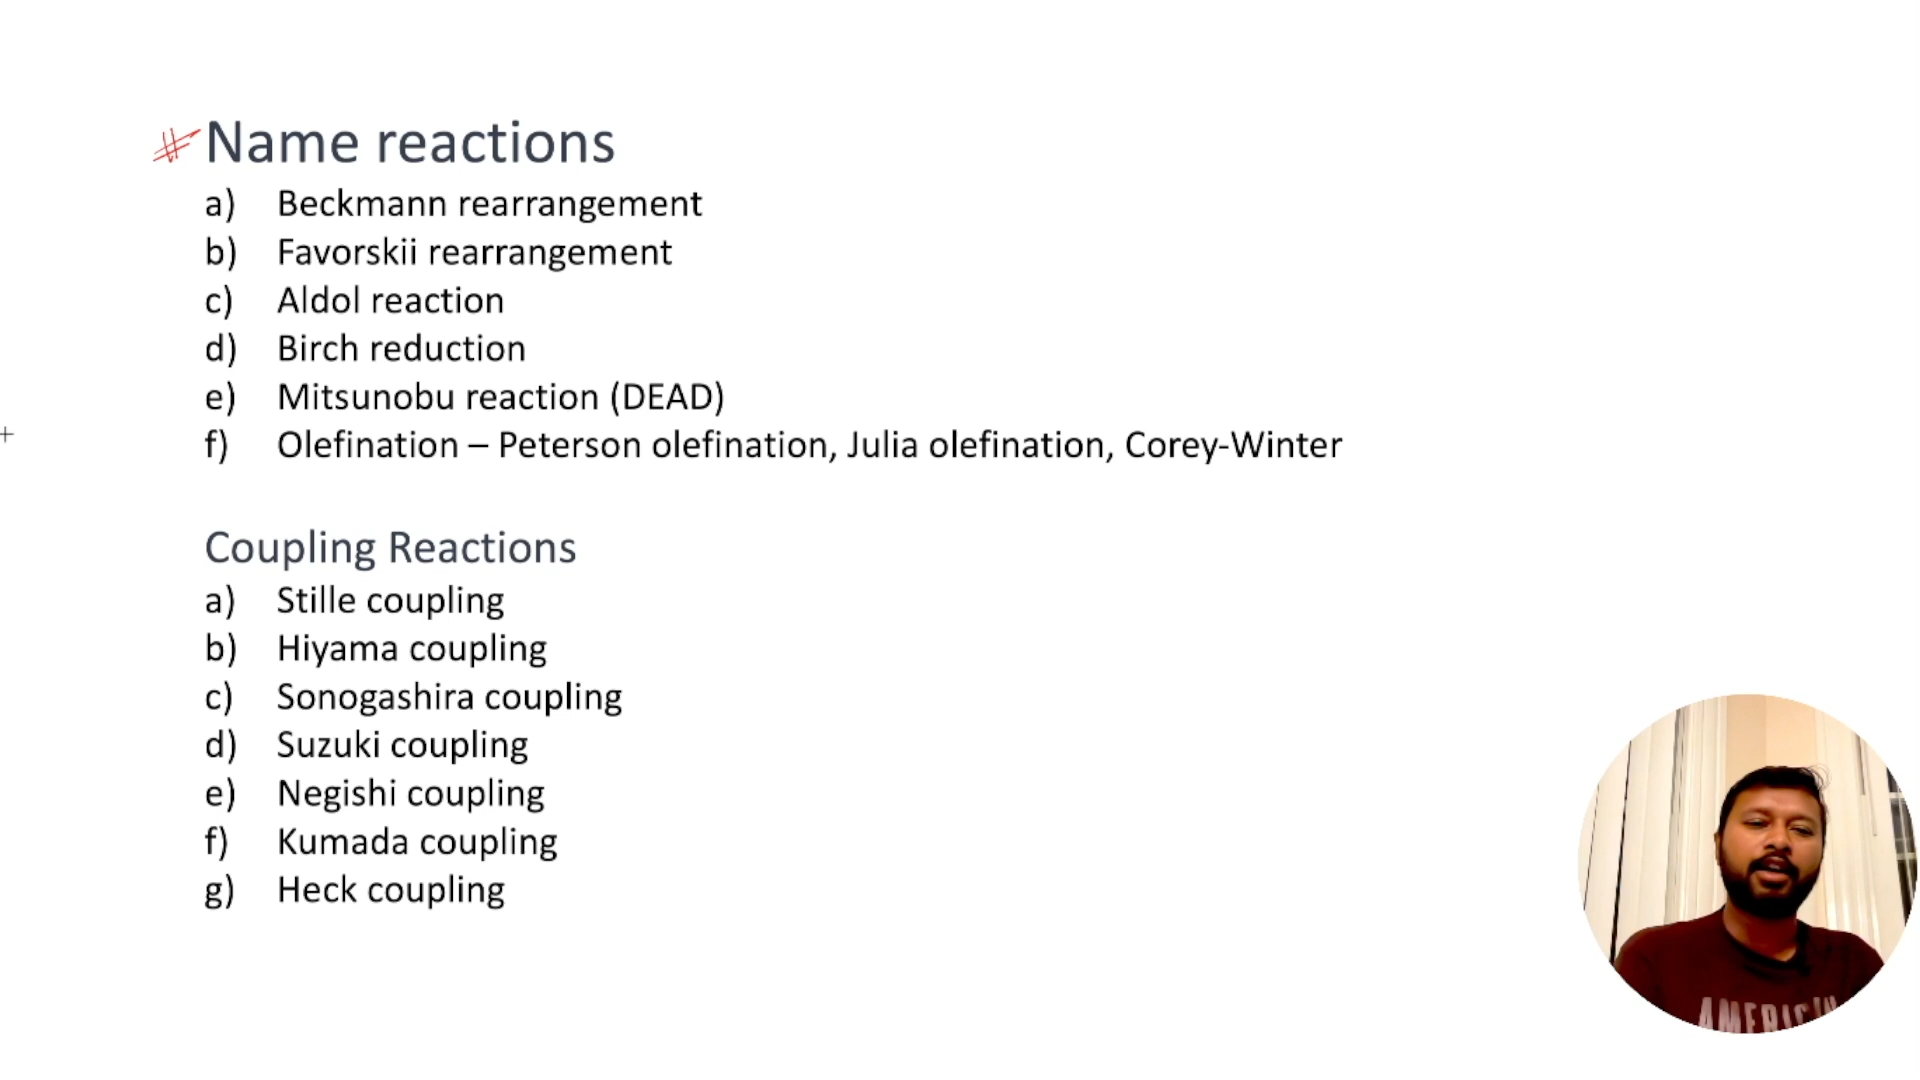 # Name reactions
a) Beckmann rearrangement
b) Favorskii rearrangement
c) Aldol reaction
d) Birch reduction
e) Mitsunobu reaction (DEAD)
f) Olefination – Peterson olefination, Julia olefination, Corey-Winter
Coupling Reactions
a) Stille coupling
b) Hiyama coupling
c) Sonogashira coupling
d) Suzuki coupling
e) Negishi coupling
f) Kumada coupling
g) Heck coupling